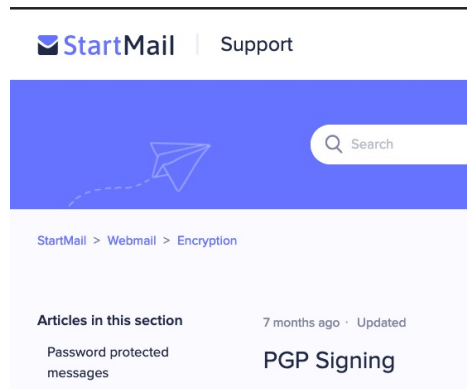 StartMail Support
Search
StartMail > Webmail > Encryption
Articles in this section
7 months ago · Updated
Password protected
messages
PGP Signing